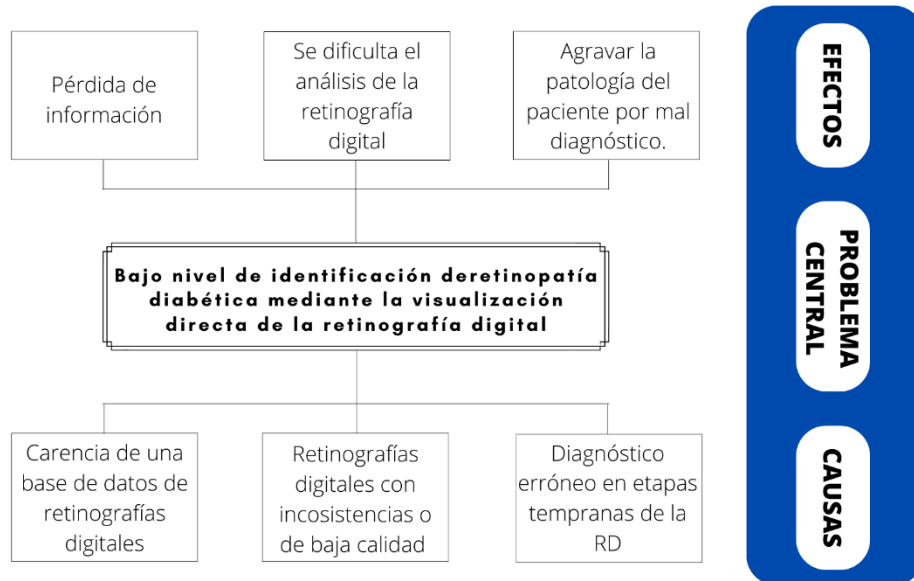 Pérdida de
información
Se dificulta el
análisis de la
retinografía
digital
Agravar la
patología del
paciente por mal
diagnóstico.
EFECTOS
Bajo nivel de identificación deretinopatía
diabética mediante la visualización
directa de la retinografía digital
PROBLEMA
CENTRAL
Carencia de una
base de datos de
retinografías
digitales
Retinografías
digitales con
incosistencias o
de baja calidad
Diagnóstico
erróneo en etapas
tempranas de la
RD
CAUSAS